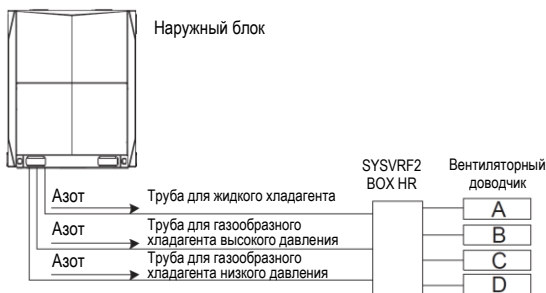 Наружный блок
SYSVRF2
BOX HR
Вентиляторный
доводчик
Азот
Труба для жидкого хладагента
Азот
Труба для газообразного
хладагента высокого давления
Азот
Труба для газообразного
хладагента низкого давления
A
B
C
D